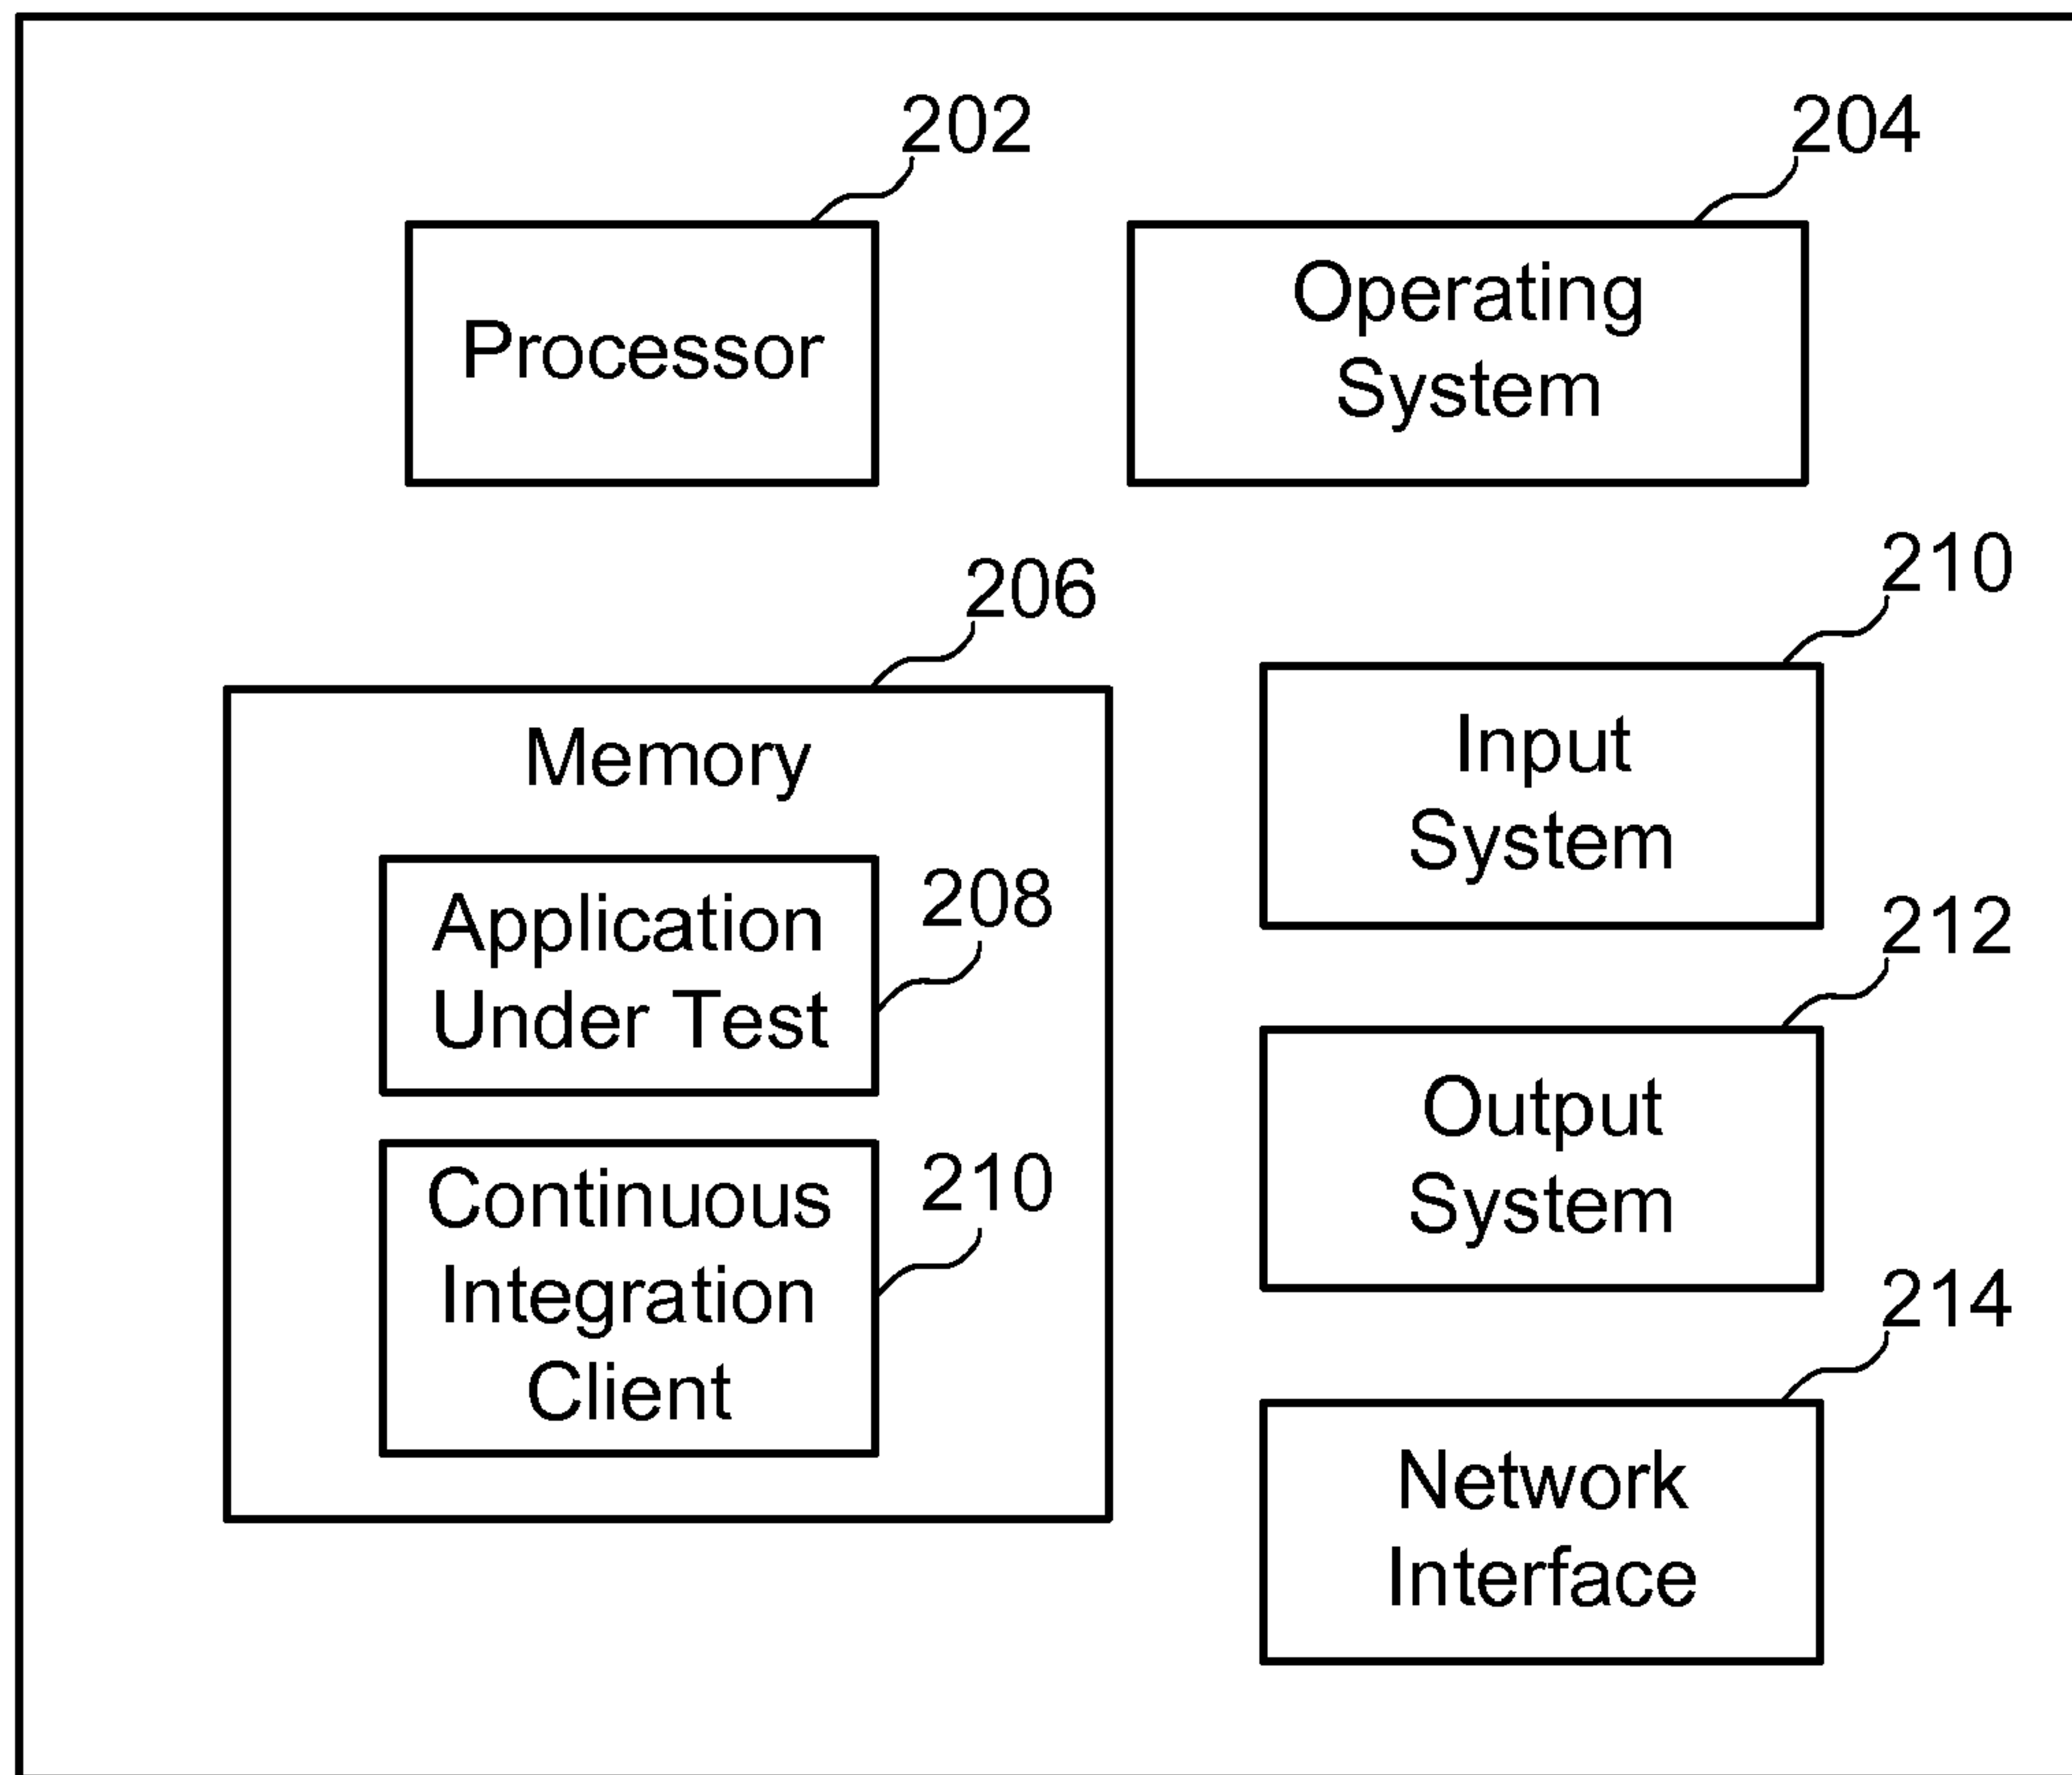 202
Processor
204
Operating
System
206
Memory
208
Application
Under Test
210
Continuous
Integration
Client
210
Input
System
212
Output
System
214
Network
Interface